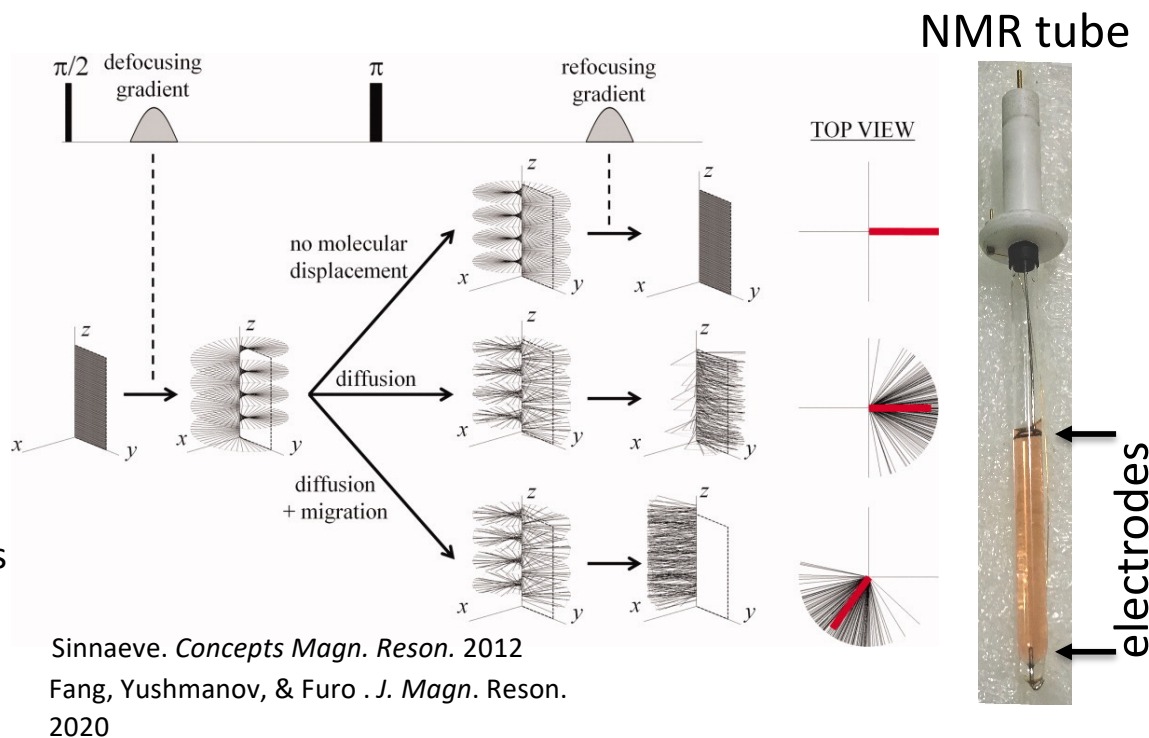 NMR tube
π/2
defocusing
gradient
π
refocusing
gradient
TOP VIEW
z
x
y
z
x
y
no molecular
displacement
diffusion
diffusion
+ migration
z
x
y
z
x
y
z
x
y
z
x
y
z
x
y
z
x
y
electrodes
s
Sinnaeve. Concepts Magn. Reson. 2012
Fang, Yushmanov, & Furo . J. Magn. Reson.
2020